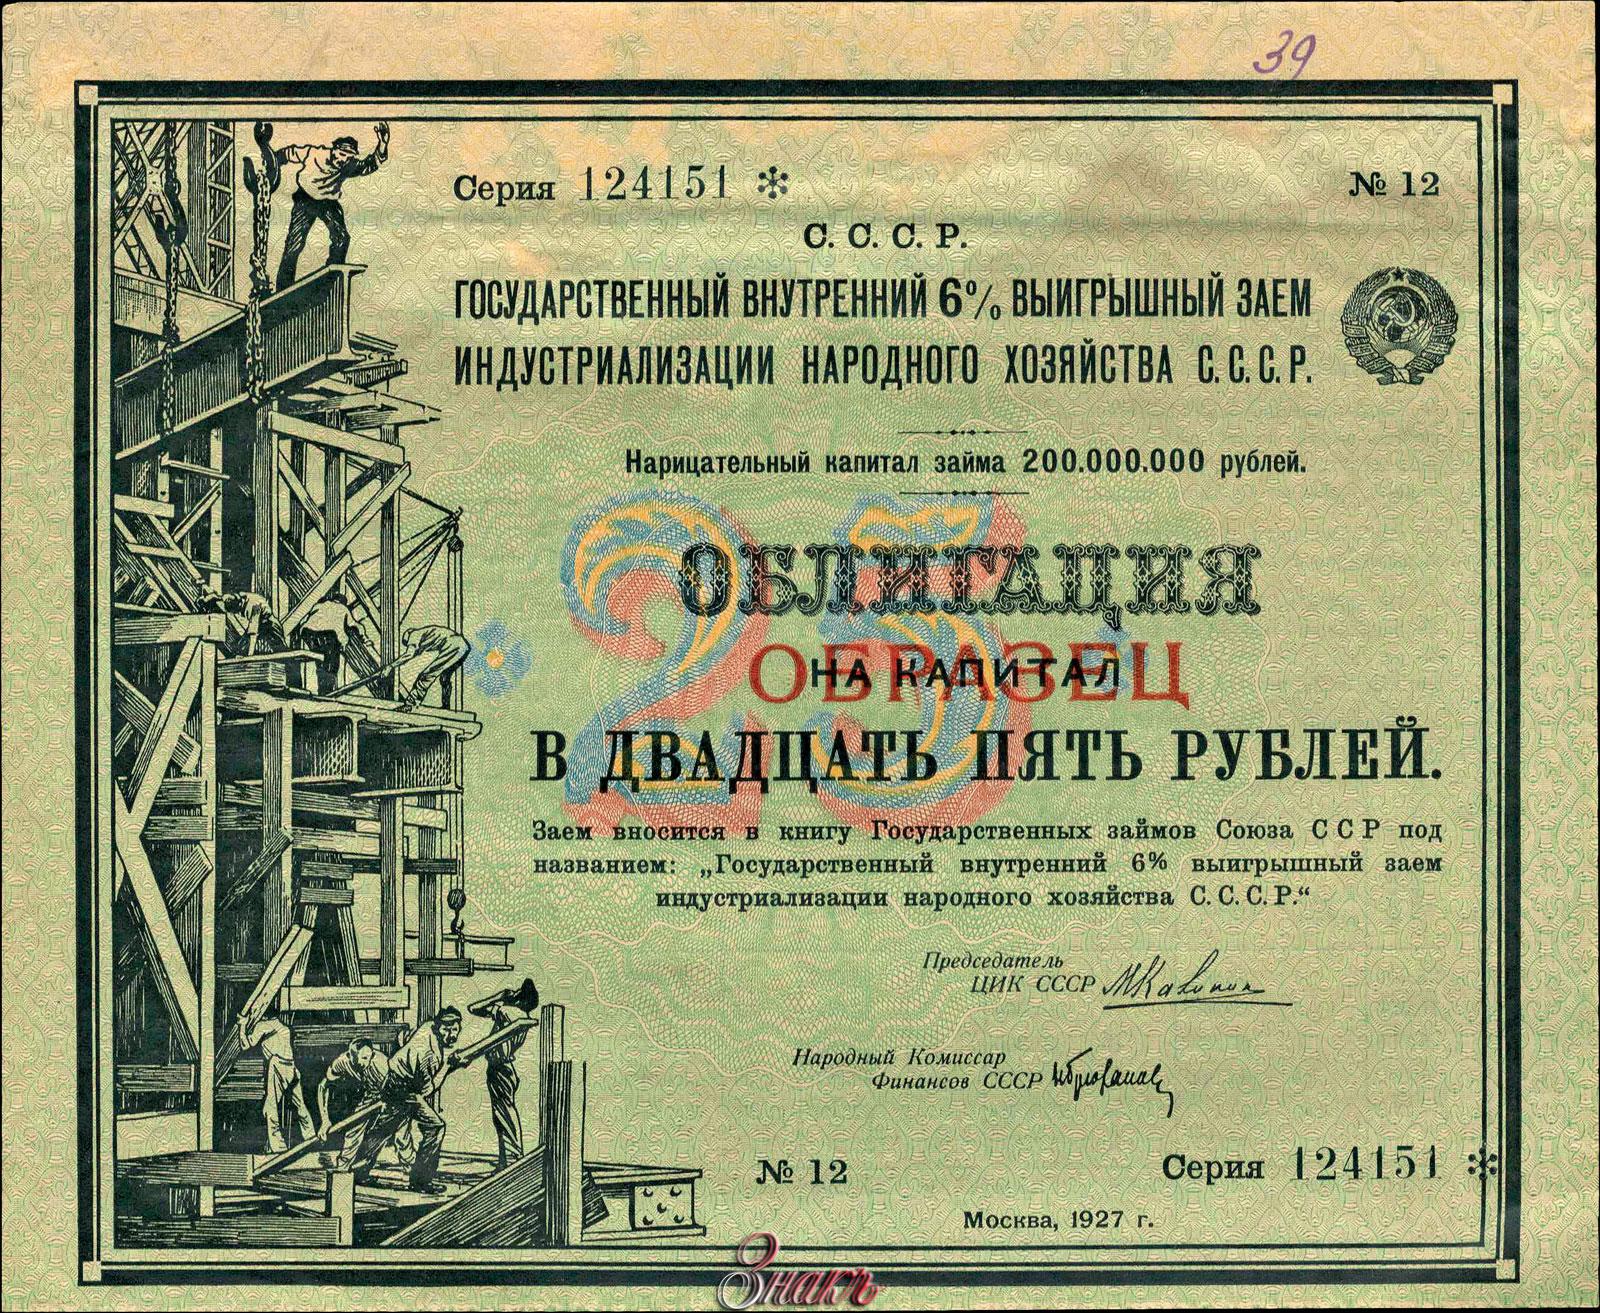 39
Серия 124151 * № 12
С. С. С. Р.
ГОСУДАРСТВЕННЫЙ ВНУТРЕННИЙ 6% ВЫИГРЫШНЫЙ ЗАЕМ
ИНДУСТРИАЛИЗАЦИИ НАРОДНОГО ХОЗЯЙСТВА С. С. С. Р.
Нарицательный капитал займа 200.000.000 рублей.
25
ОБЛИГАЦИЯ
ОБРАЗЕЦ
НА КАПИТАЛ
В ДВАДЦАТЬ ПЯТЬ РУБЛЕЙ.
Заем вносится в книгу Государственных займов Союза С С Р под
названием: „Государственный внутренний 6% выигрышный заем
индустриализации народного хозяйства С. С. С. Р.“
Председатель
ЦИК СССР МКалинин
Народный Комиссар
Финансов СССР НБрюханов
№ 12 Серия 124151 *
Москва, 1927 г.
Знакъ